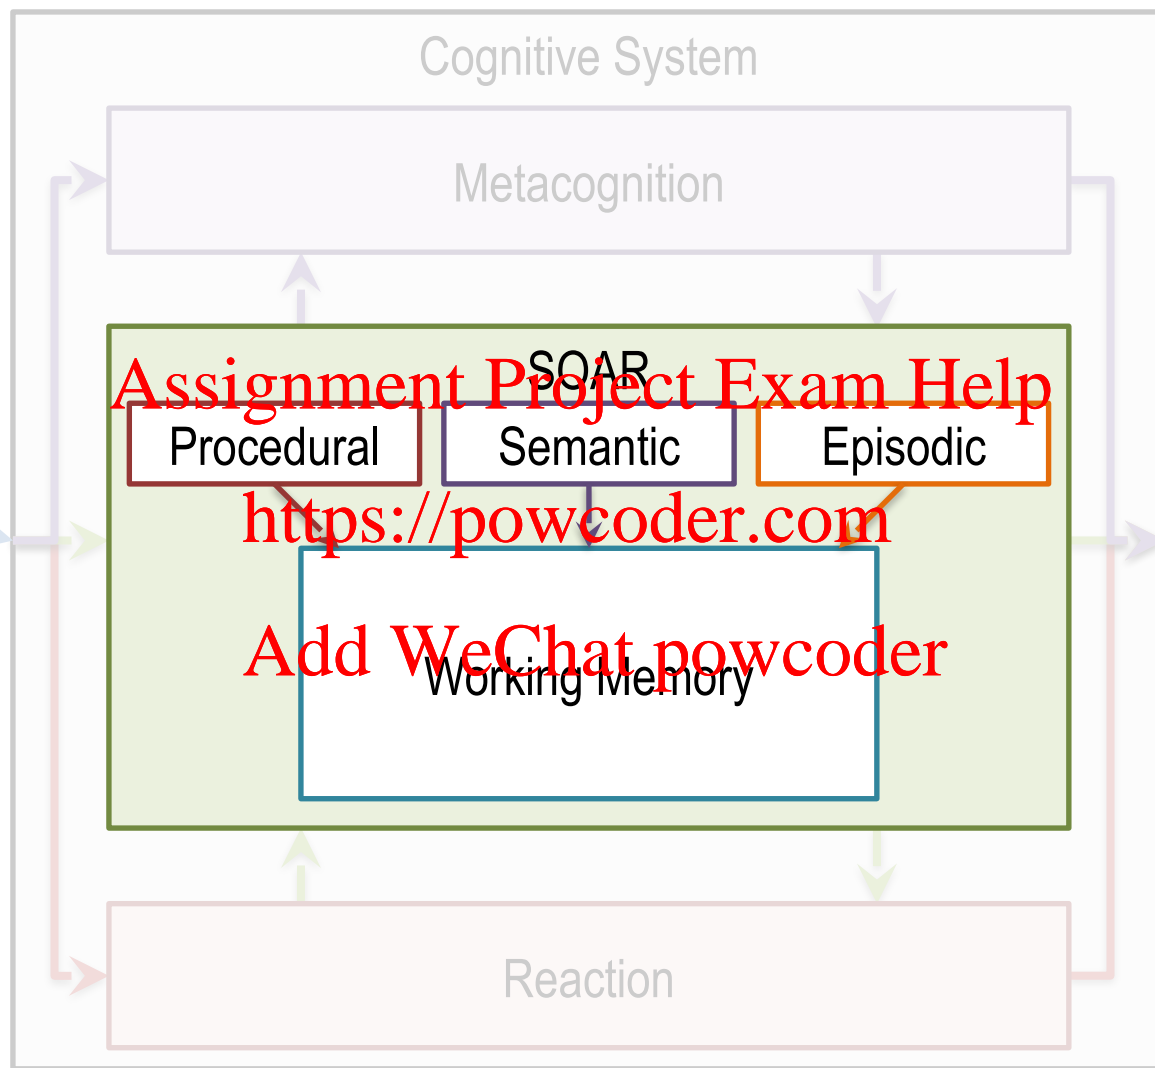 Cognitive System
Metacognition
SOAR
Assignment Project Exam Help
Procedural Semantic Episodic
https://powcoder.com
Add WeChat powcoder
Working Memory
Reaction